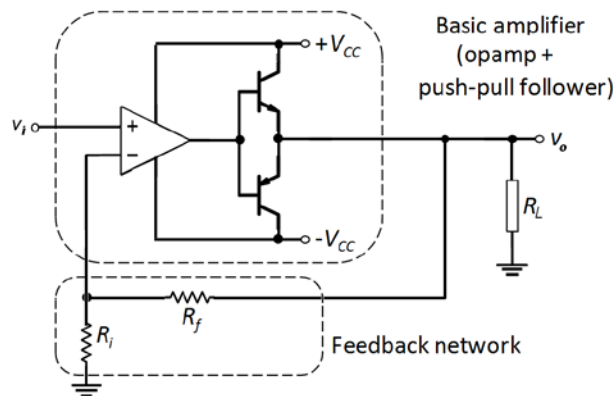 +V_CC
Basic amplifier
(opamp +
push-pull follower)
v_i
+
−
v_o
R_L
-V_CC
R_f
R_i
Feedback network